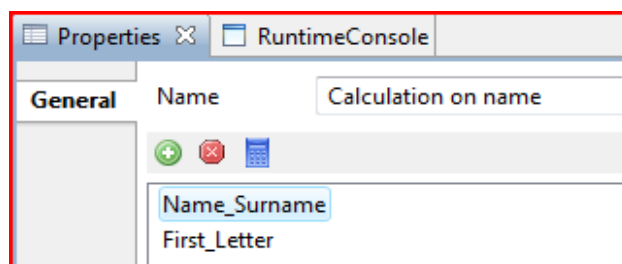 Properties RuntimeConsole
General Name Calculation on name
Name_Surname
First_Letter